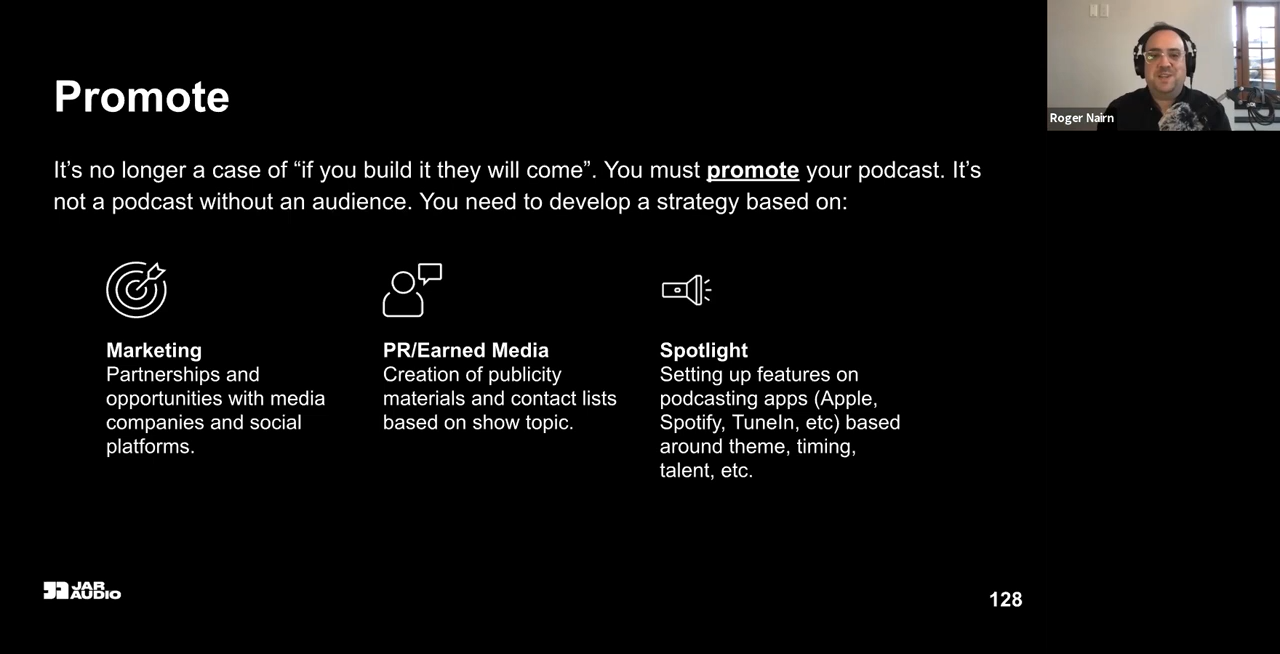 Promote
It’s no longer a case of “if you build it they will come”. You must promote your podcast. It’s
not a podcast without an audience. You need to develop a strategy based on:
Marketing
Partnerships and
opportunities with media
companies and social
platforms.
PR/Earned Media
Creation of publicity
materials and contact lists
based on show topic.
Spotlight
Setting up features on
podcasting apps (Apple,
Spotify, TuneIn, etc) based
around theme, timing,
talent, etc.
JAR
AUDIO
128
Roger Nairn